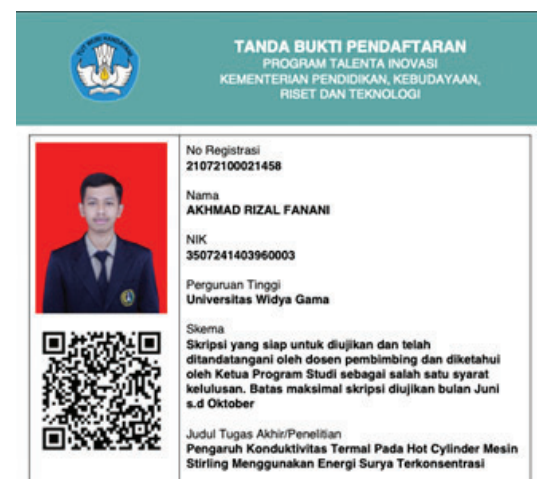 TANDA BUKTI PENDAFTARAN
PROGRAM TALENTA INOVASI
KEMENTERIAN PENDIDIKAN, KEBUDAYAAN,
RISET DAN TEKNOLOGI
No Registrasi
21072100021458
Nama
AKHMAD RIZAL FANANI
NIK
3507241403960003
Perguruan Tinggi
Universitas Widya Gama
Skema
Skripsi yang siap untuk diujikan dan telah
ditandatangani oleh dosen pembimbing dan diketahui
oleh Ketua Program Studi sebagai salah satu syarat
kelulusan. Batas maksimal skripsi diujikan bulan Juni
s.d Oktober
Judul Tugas Akhir/Penelitian
Pengaruh Konduktivitas Termal Pada Hot Cylinder Mesin
Stirling Menggunakan Energi Surya Terkonsentrasi